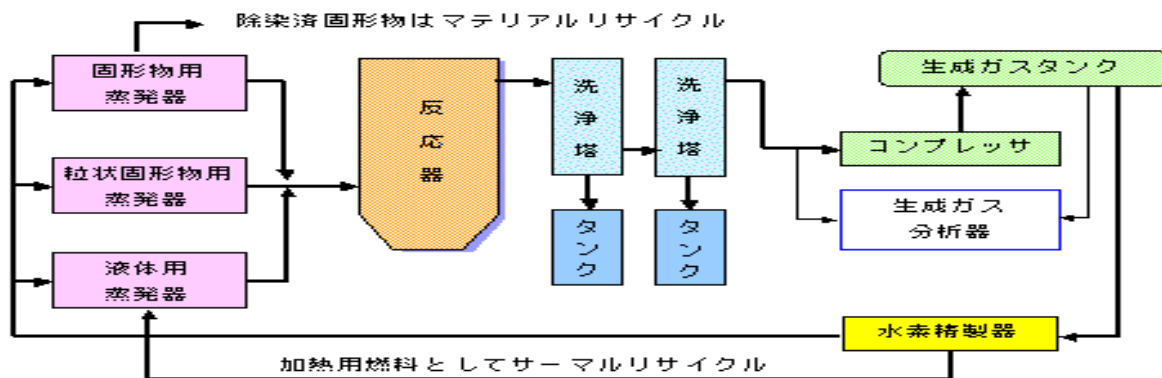 除染済固形物はマテリアルリサイクル
固形物用
蒸発器
粒状固形物用
蒸発器
液体用
蒸発器
反応器
洗浄塔
洗浄塔
タンク
タンク
生成ガスタンク
コンプレッサ
生成ガス
分析器
水素精製器
加熱用燃料としてサーマルリサイクル